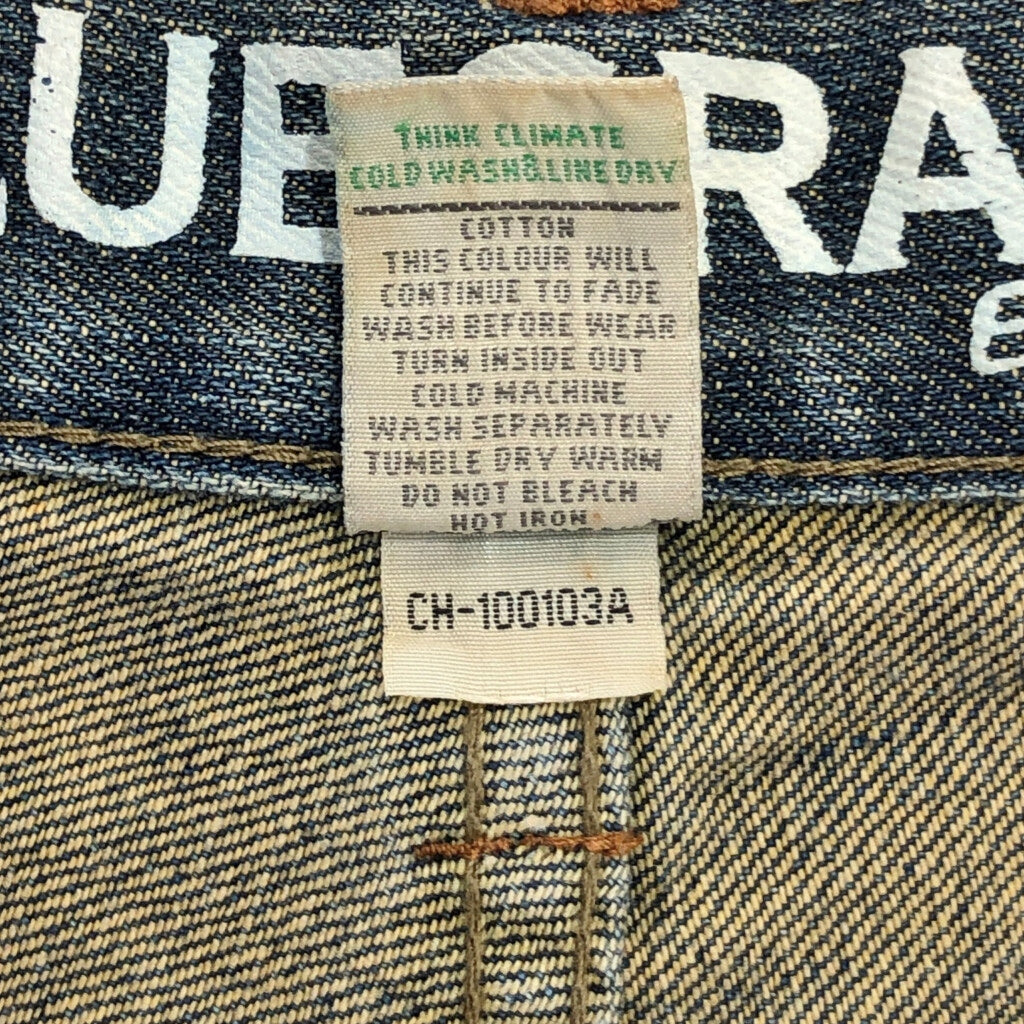 UEGRA
THINK CLIMATE
COLD WASH&LINE DRY
COTTON
THIS COLOUR WILL
CONTINUE TO FADE
WASH BEFORE WEAR
TURN INSIDE OUT
COLD MACHINE
WASH SEPARATELY
TUMBLE DRY WARM
DO NOT BLEACH
HOT IRON
CH-100103A